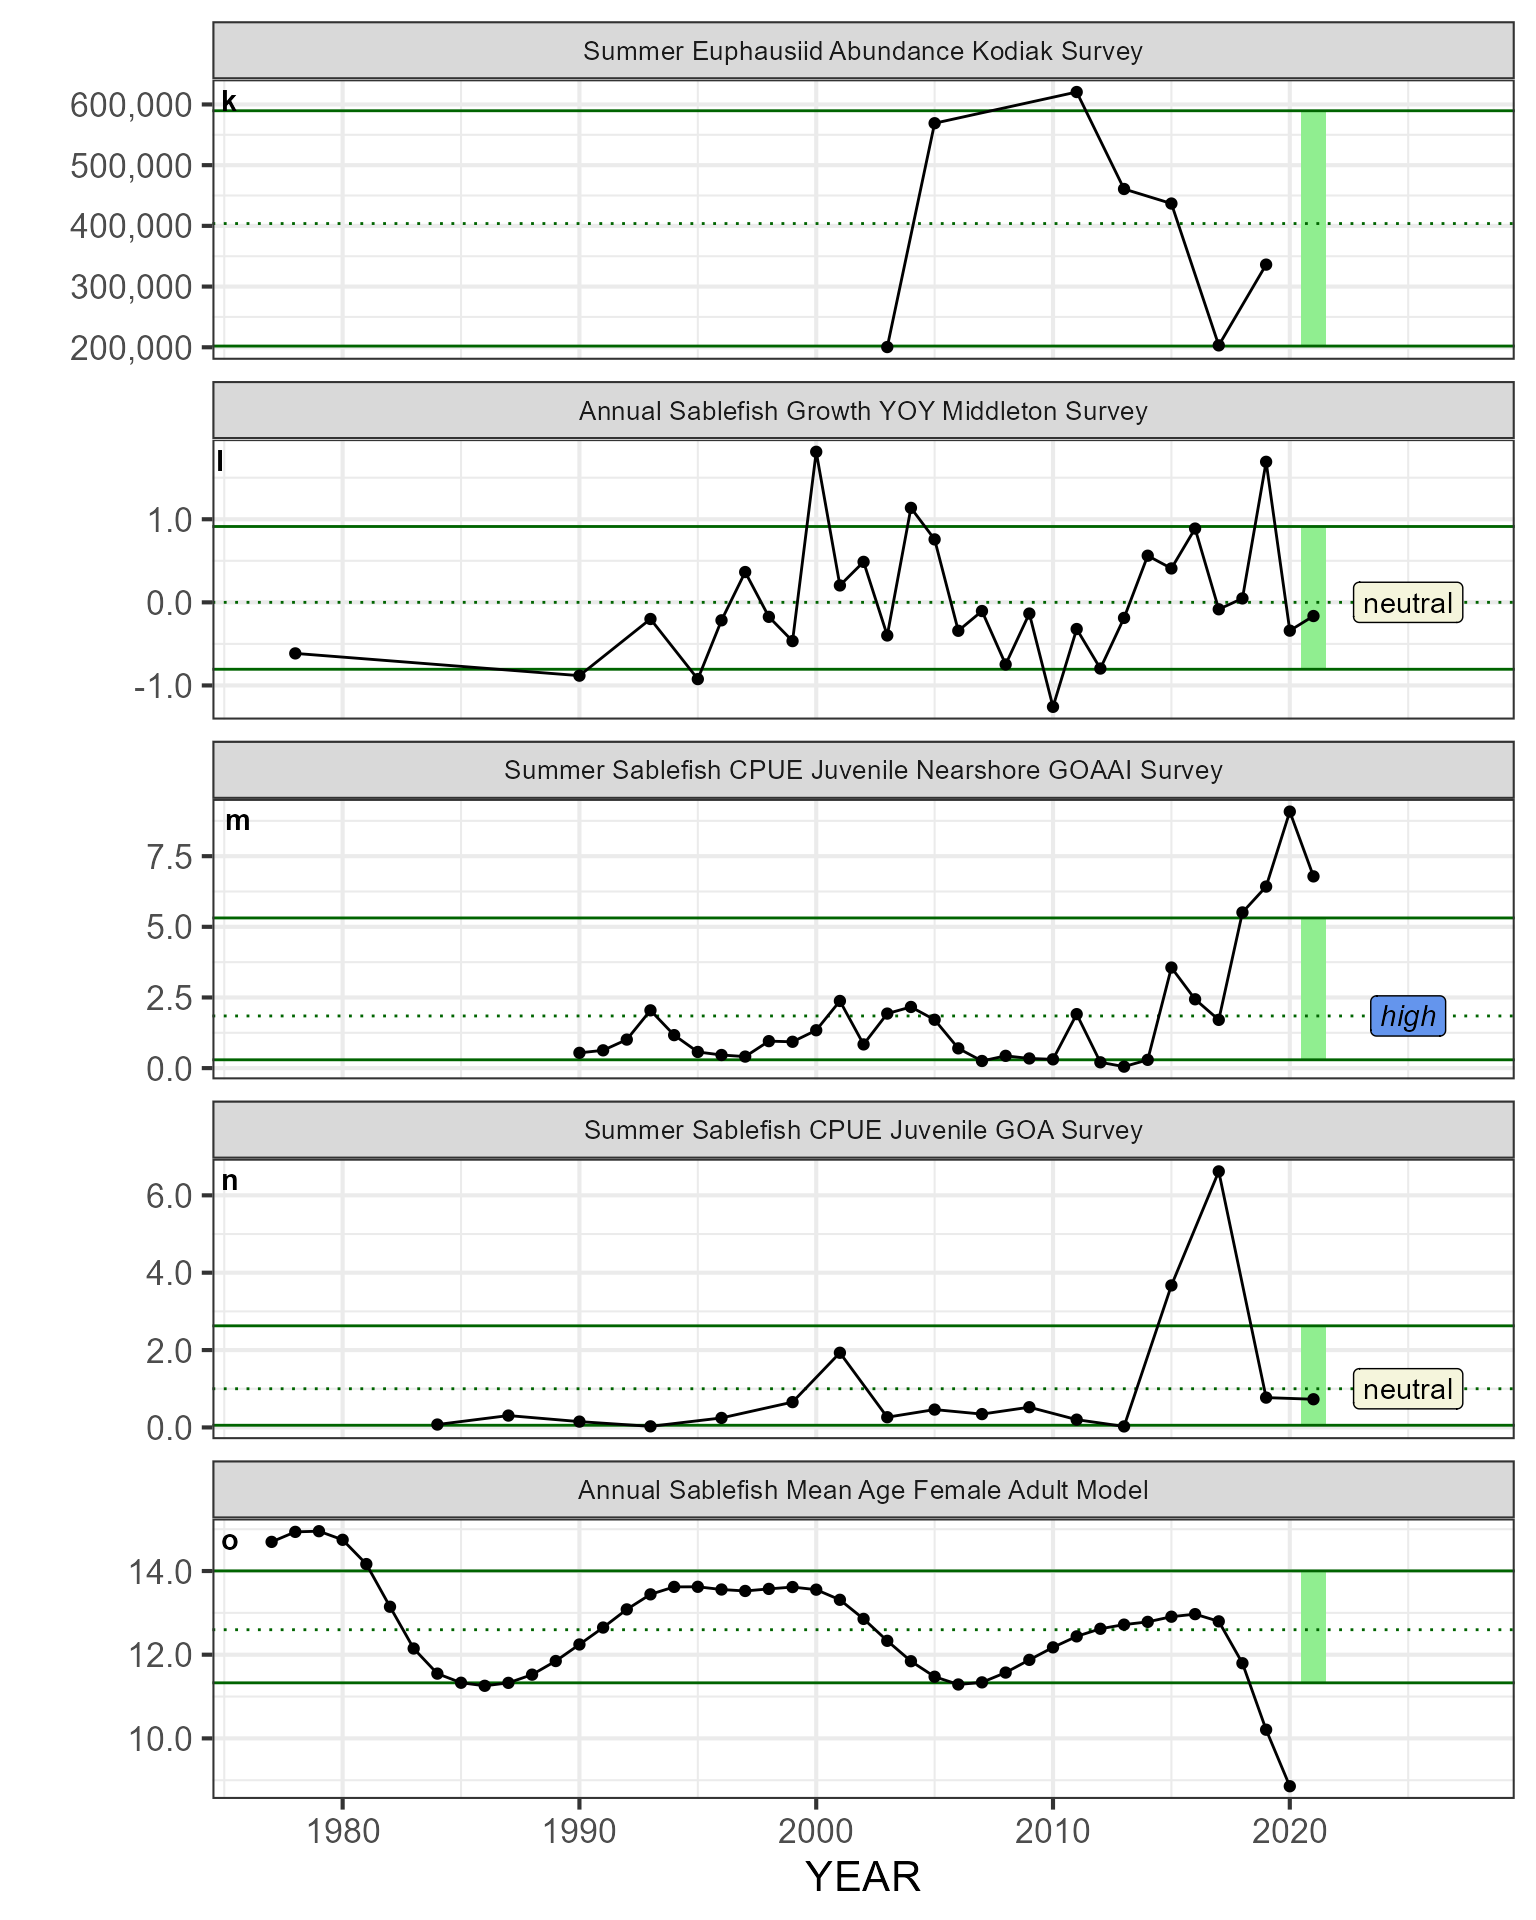 Summer Euphausiid Abundance Kodiak Survey
k
600,000
500,000
400,000
300,000
200,000
Annual Sablefish Growth YOY Middleton Survey
l
1.0
0.0
-1.0
neutral
Summer Sablefish CPUE Juvenile Nearshore GOAAI Survey
m
7.5
5.0
2.5
0.0
high
Summer Sablefish CPUE Juvenile GOA Survey
n
6.0
4.0
2.0
0.0
neutral
Annual Sablefish Mean Age Female Adult Model
o
14.0
12.0
10.0
1980 1990 2000 2010 2020
YEAR